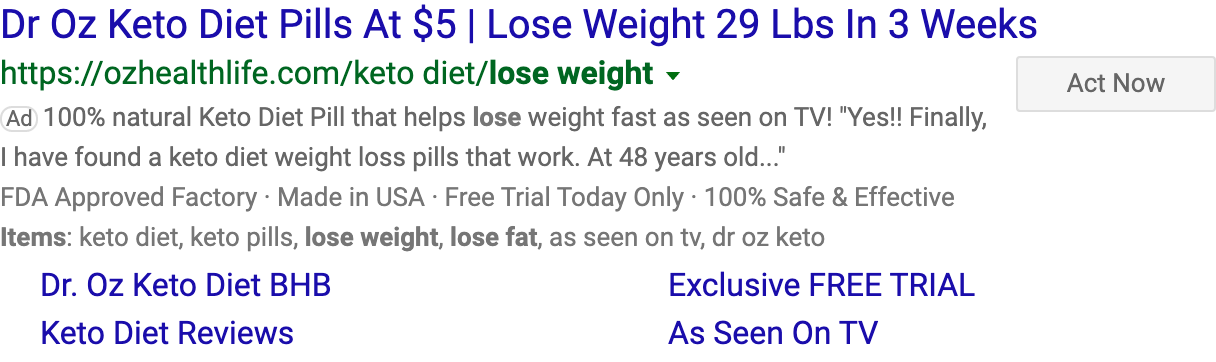 Dr Oz Keto Diet Pills At $5 | Lose Weight 29 Lbs In 3 Weeks
https://ozhealthlife.com/keto diet/lose weight
Act Now
Ad 100% natural Keto Diet Pill that helps lose weight fast as seen on TV! "Yes!! Finally,
I have found a keto diet weight loss pills that work. At 48 years old..."
FDA Approved Factory · Made in USA · Free Trial Today Only · 100% Safe & Effective
Items: keto diet, keto pills, lose weight, lose fat, as seen on tv, dr oz keto
Dr. Oz Keto Diet BHB
Exclusive FREE TRIAL
Keto Diet Reviews
As Seen On TV